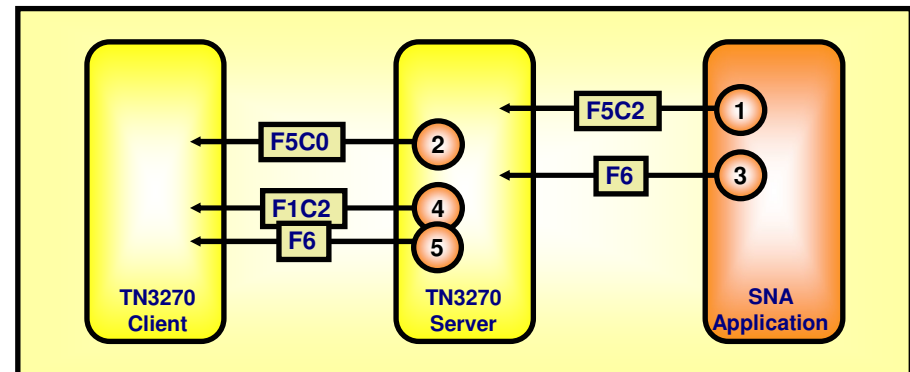 F5C2
1
F5C0
2
F6
3
F1C2
4
F6
5
TN3270
Client
TN3270
Server
SNA
Application